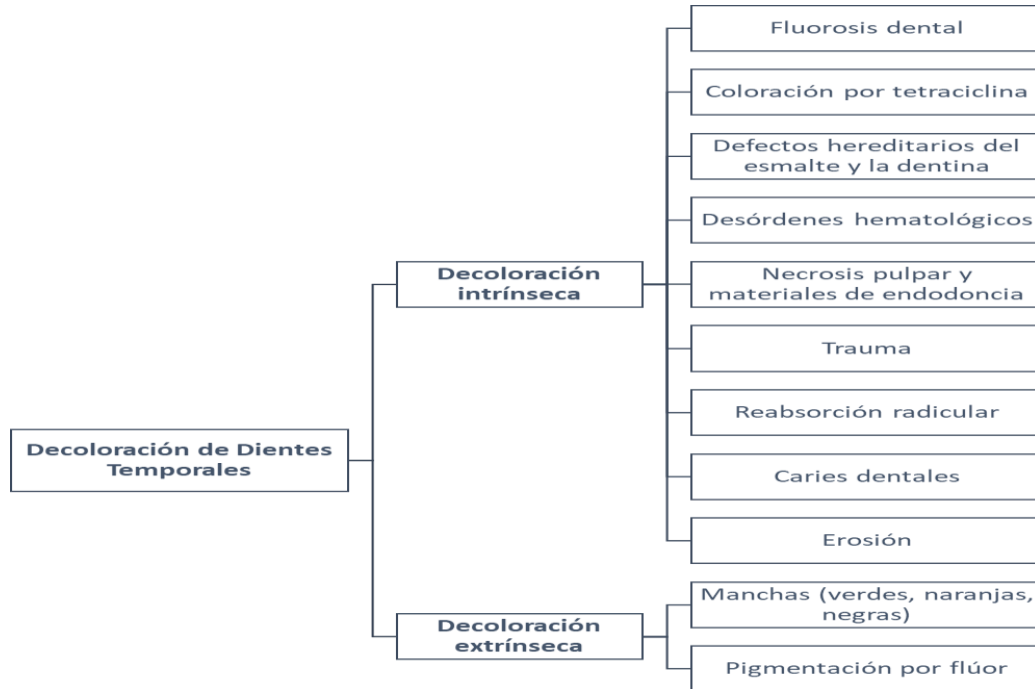 Decoloración de Dientes
Temporales
Decoloración
intrínseca
Fluorosis dental
Coloración por tetraciclina
Defectos hereditarios del
esmalte y la dentina
Desórdenes hematológicos
Necrosis pulpar y
materiales de endodoncia
Trauma
Reabsorción radicular
Caries dentales
Erosión
Decoloración
extrínseca
Manchas (verdes, naranjas,
negras)
Pigmentación por flúor